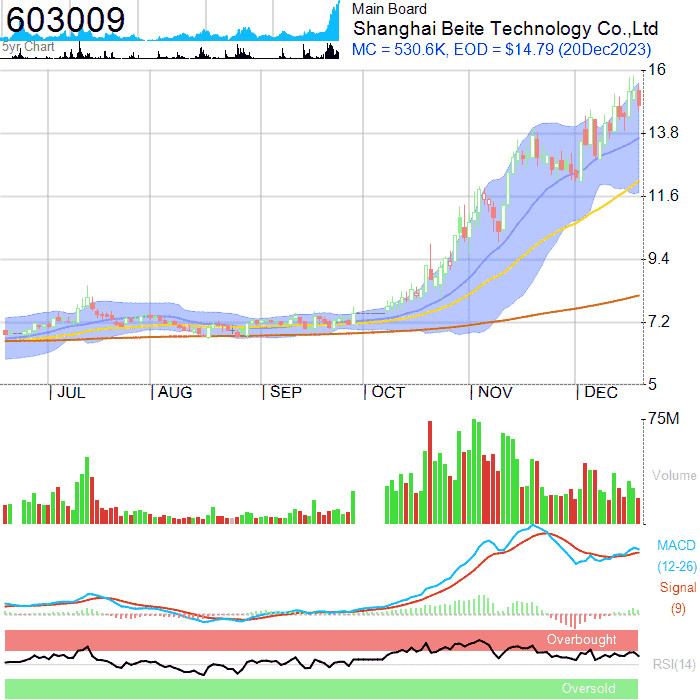 603009
5yr Chart
Main Board
Shanghai Beite Technology Co.,Ltd
MC = 530.6K, EOD = $14.79 (20Dec2023)
16
13.8
11.6
9.4
7.2
5
JUL AUG SEP OCT NOV DEC
75M
Volume
MACD
(12-26)
Signal
(9)
Overbought
RSI(14)
Oversold